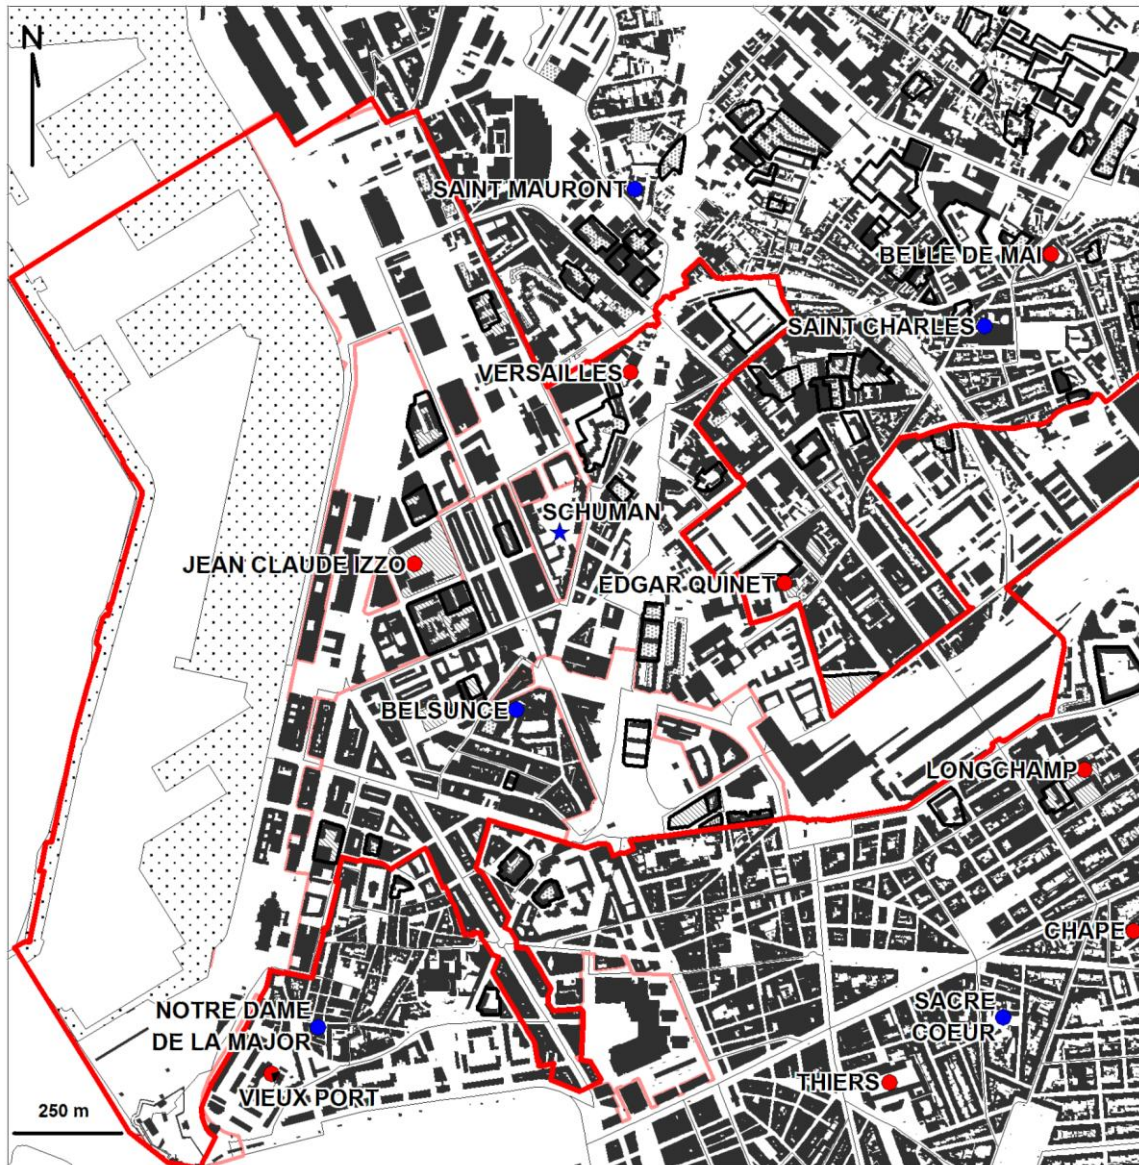 N
SAINT MAURONT
BELLE DE MAI
SAINT CHARLES
VERSAILLES
SCHUMAN
JEAN CLAUDE IZZO
EDGAR QUINET
BELSUNCE
LONGCHAMP
CHAPE
NOTRE DAME
DE LA MAJOR
SACRE
COEUR
THIERS
VIEUX PORT
250 m